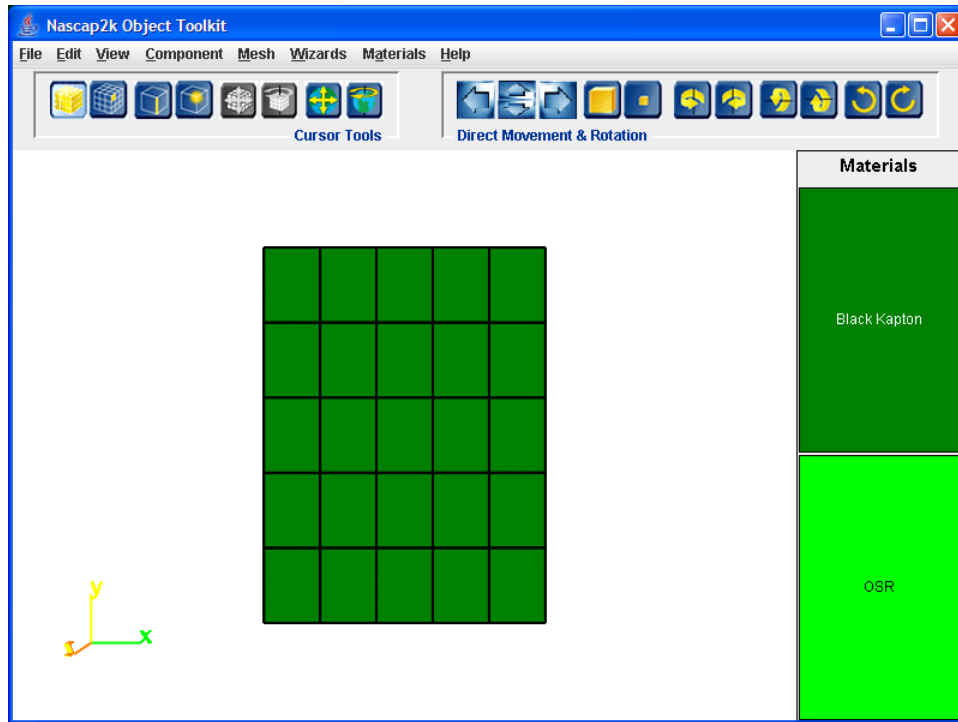 Nascap2k Object Toolkit
File Edit View Component Mesh Wizards Materials Help
Cursor Tools
Direct Movement & Rotation
Materials
Black Kapton
OSR
y
x
z